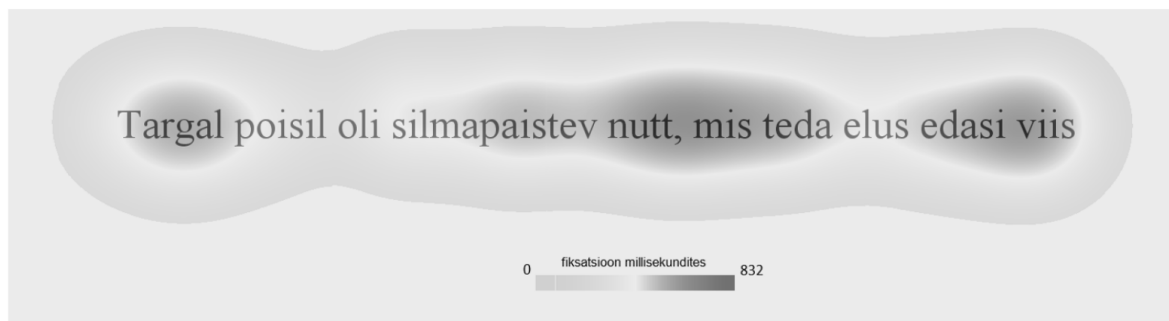 Targal poisil oli silmapaistev nutt, mis teda elus edasi viis
fiksatsioon millisekundites
0 832